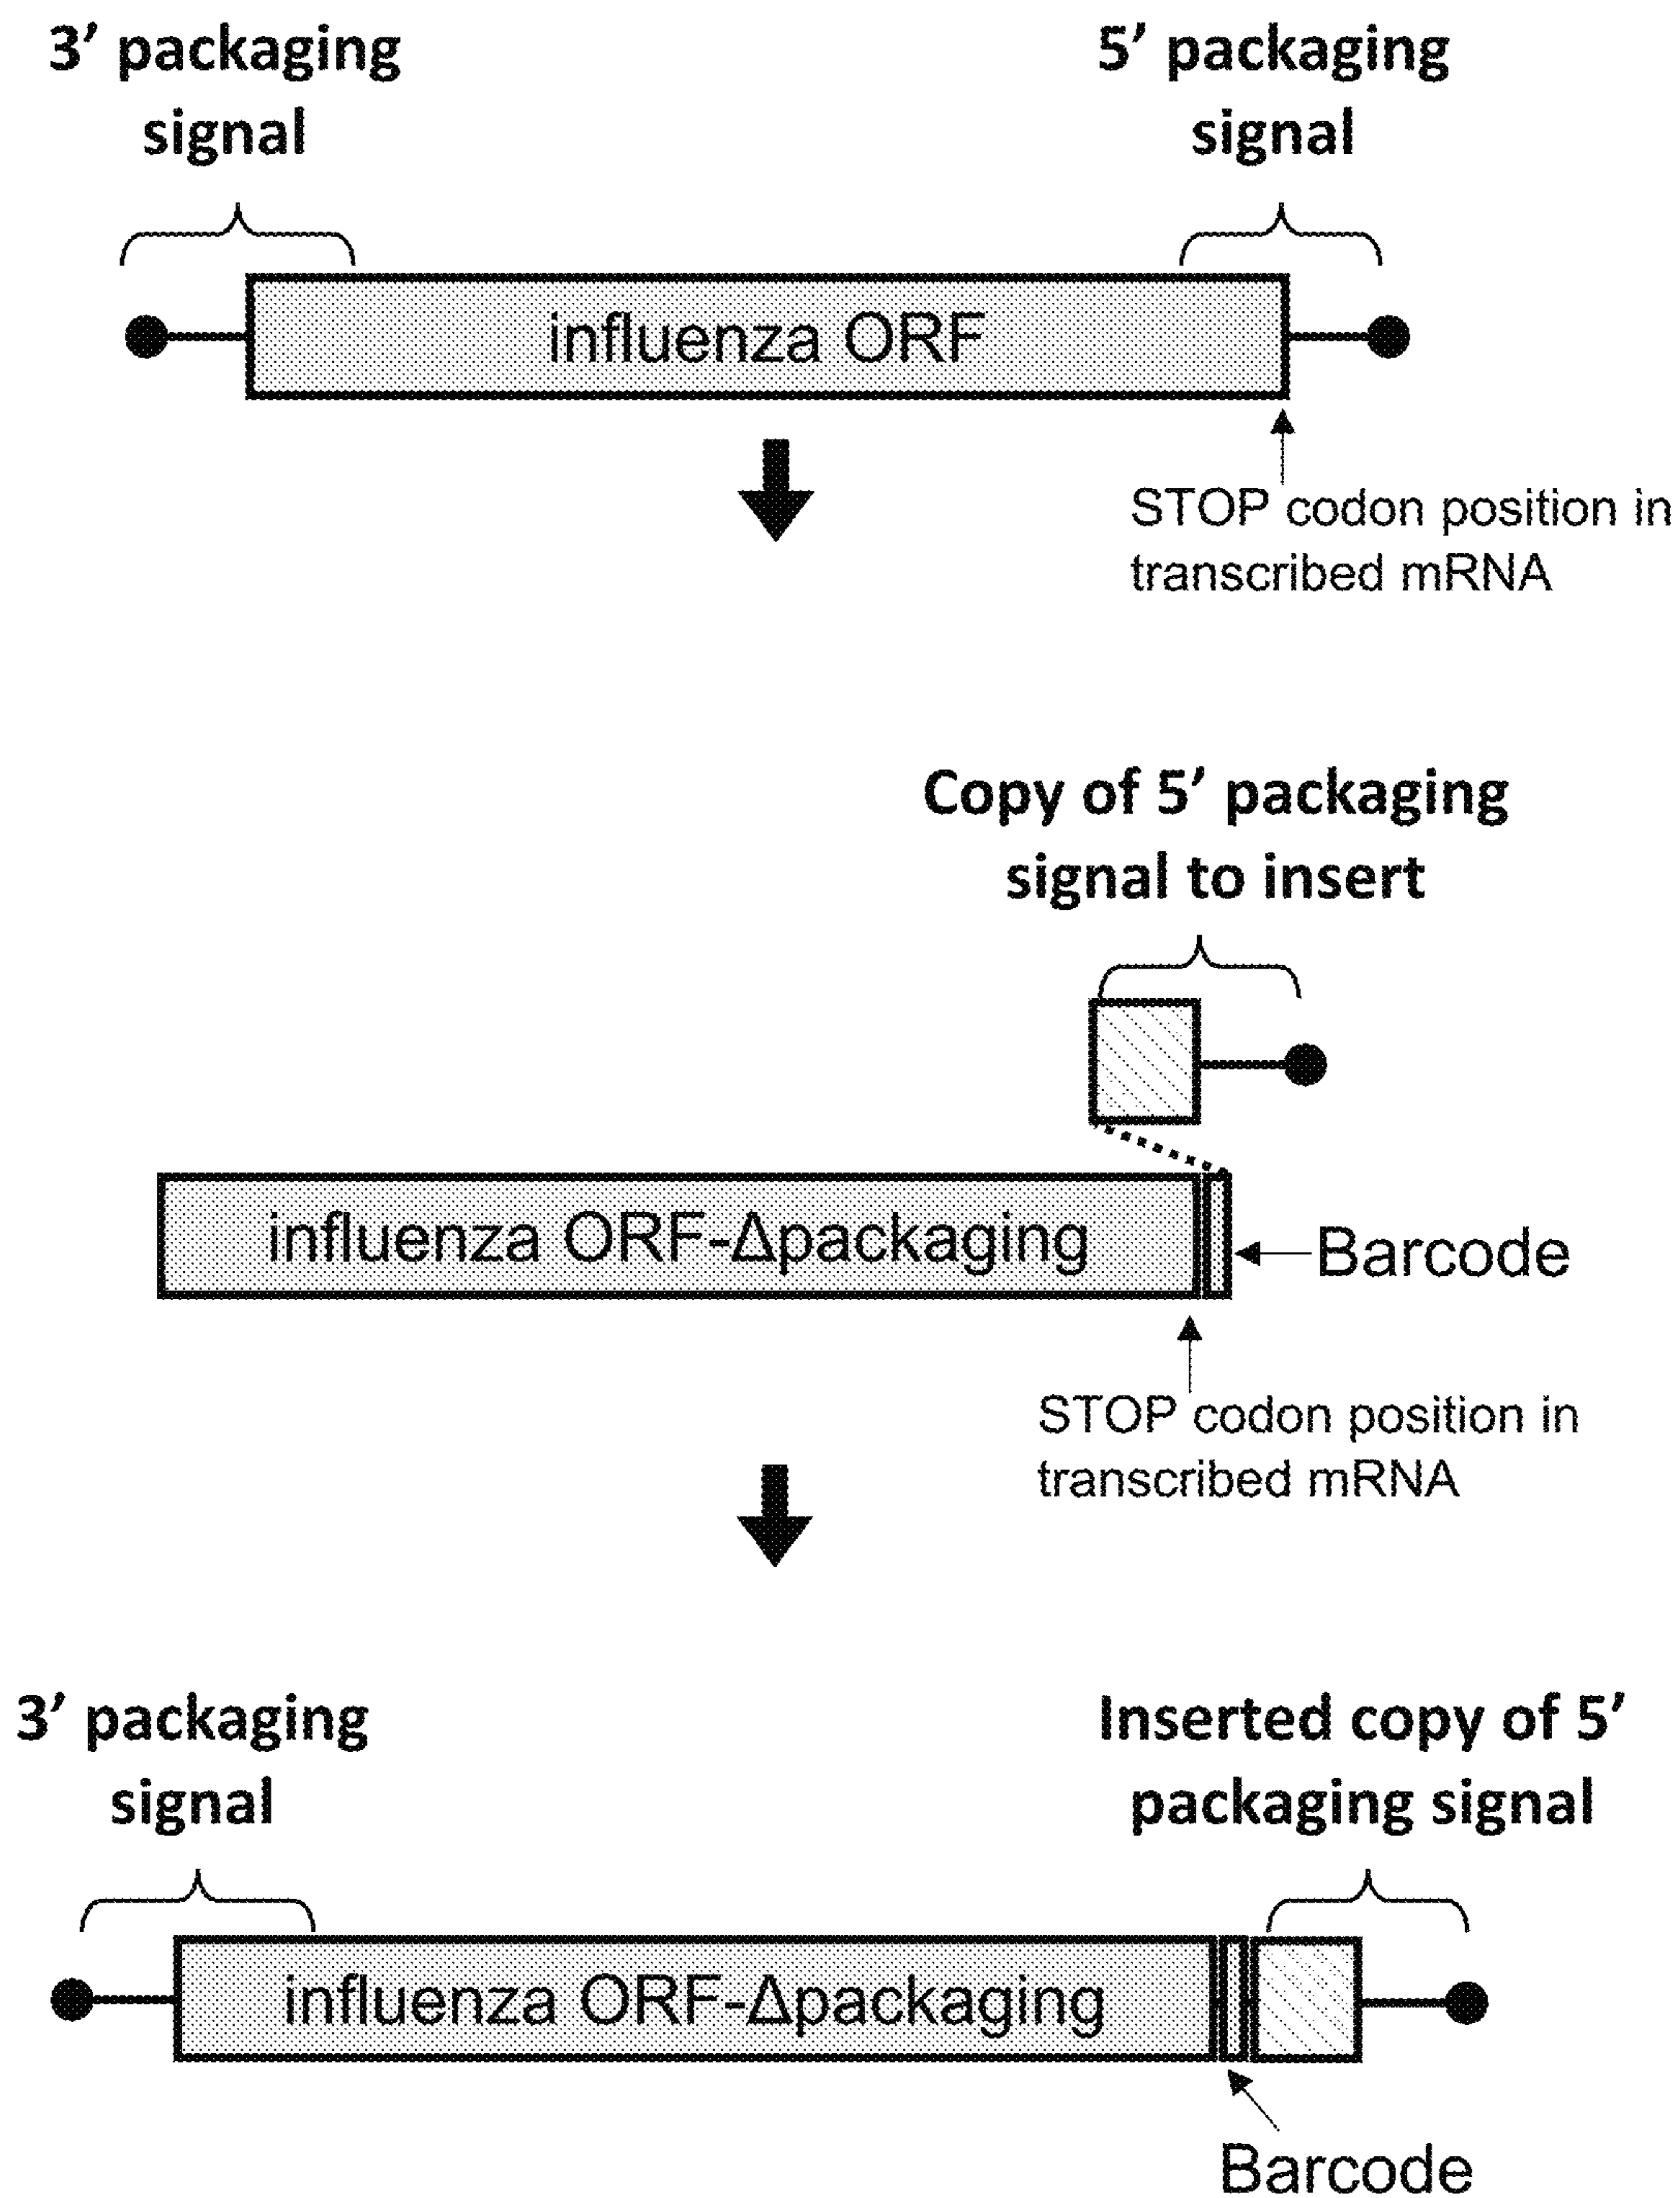 3’ packaging
signal
5’ packaging
signal
influenza ORF
STOP codon position in
transcribed mRNA
Copy of 5’ packaging
signal to insert
influenza ORF-Δpackaging
Barcode
STOP codon position in
transcribed mRNA
3’ packaging
signal
Inserted copy of 5’
packaging signal
influenza ORF-Δpackaging
Barcode